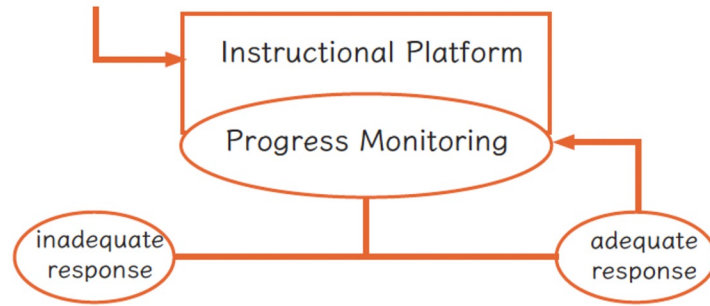 Instructional Platform
Progress Monitoring
inadequate
response
adequate
response